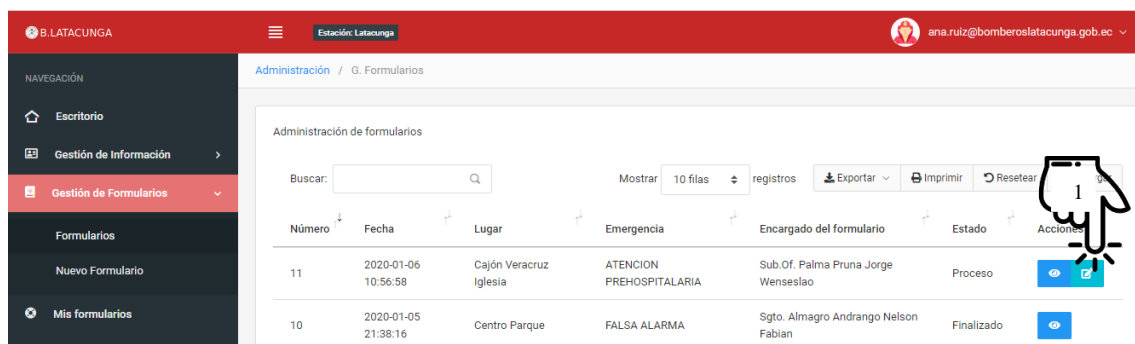 B.LATACUNGA
Estación: Latacunga
ana.ruiz@bomberoslatacunga.gob.ec
NAVEGACIÓN
Escritorio
Gestión de Información
Gestión de Formularios
Formularios
Nuevo Formulario
Mis formularios
Administración / G. Formularios
Administración de formularios
Buscar:
Mostrar 10 filas registros
Exportar Imprimir Resetear
1
Número Fecha Lugar Emergencia Encargado del formulario Estado Acciones
11 2020-01-06 10:56:58 Cajón Veracruz Iglesia ATENCION PREHOSPITALARIA Sub.Of. Palma Pruna Jorge Wenseslao Proceso
10 2020-01-05 21:38:16 Centro Parque FALSA ALARMA Sgto. Almagro Andrango Nelson Fabian Finalizado